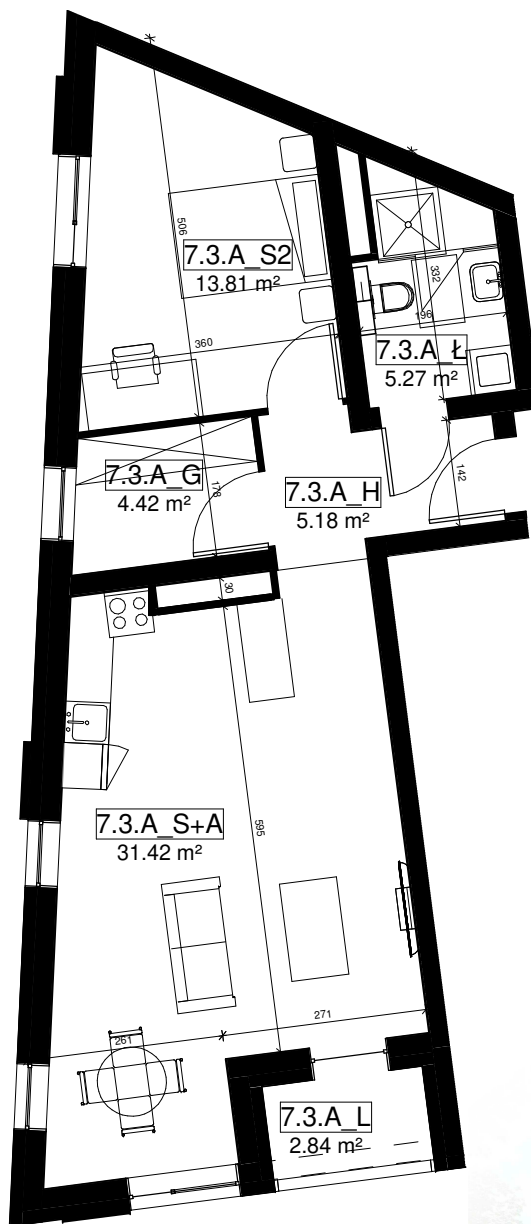 506
7.3.A_S2
13.81 m²
332
196
360
7.3.A_Ł
5.27 m²
7.3.A_G
4.42 m²
178
7.3.A_H
5.18 m²
142
30
7.3.A_S+A
31.42 m²
595
271
261
7.3.A_L
2.84 m²